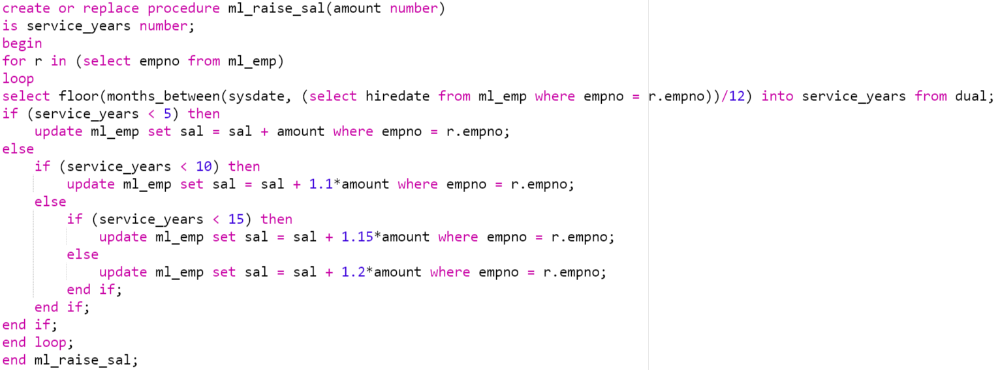 create or replace procedure ml_raise_sal(amount number)
is service_years number;
begin
for r in (select empno from ml_emp)
loop
select floor(months_between(sysdate, (select hiredate from ml_emp where empno = r.empno))/12) into service_years from dual;
if (service_years < 5) then
    update ml_emp set sal = sal + amount where empno = r.empno;
else
    if (service_years < 10) then
        update ml_emp set sal = sal + 1.1*amount where empno = r.empno;
    else
        if (service_years < 15) then
            update ml_emp set sal = sal + 1.15*amount where empno = r.empno;
        else
            update ml_emp set sal = sal + 1.2*amount where empno = r.empno;
        end if;
    end if;
end if;
end loop;
end ml_raise_sal;